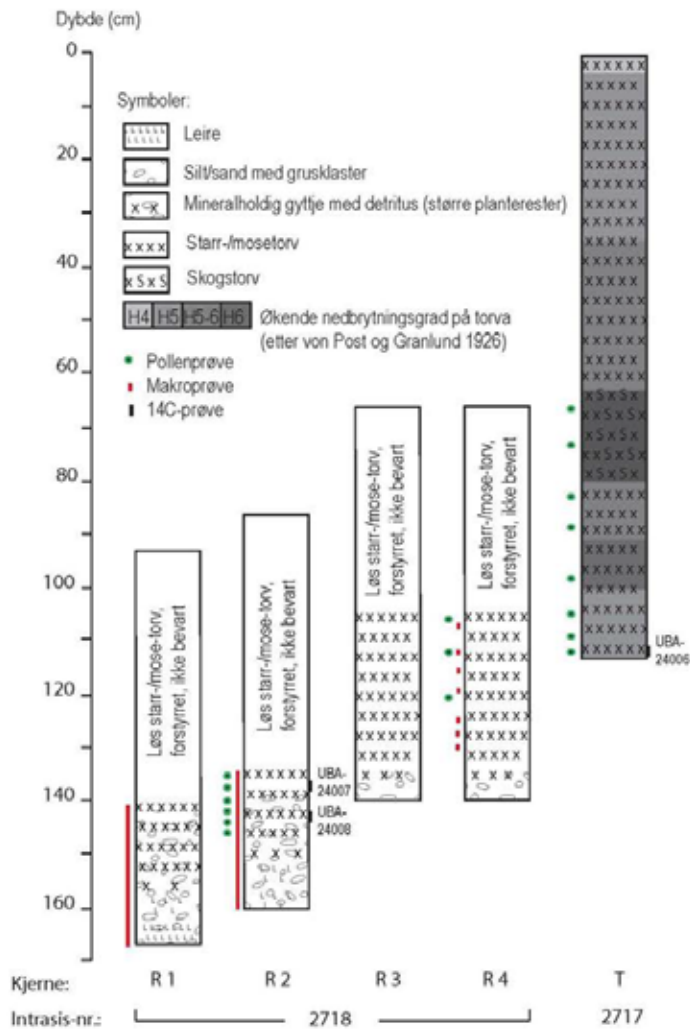 Dybde (cm)
0
20
40
60
80
100
120
140
160
Symboler:
Leire
Silt/sand med grusklaster
Mineralholdig gyttje med detritus (større planterester)
Starr-/mosetorv
Skogstorv
H4 H5 H5-6 H6
Økende nedbrytningsgrad på torva
(etter von Post og Granlund 1926)
Pollenprøve
Makroprøve
14C-prøve
Løs starr-/mose-torv,
forstyrret, ikke bevart
Løs starr-/mose-torv,
forstyrret, ikke bevart
Løs starr-/mose-torv,
forstyrret, ikke bevart
Løs starr-/mose-torv,
forstyrret, ikke bevart
UBA-
24007
UBA-
24008
UBA-
24006
Kjerne: R 1 R 2 R 3 R 4 T
Intrasis-nr.: 2718 2717